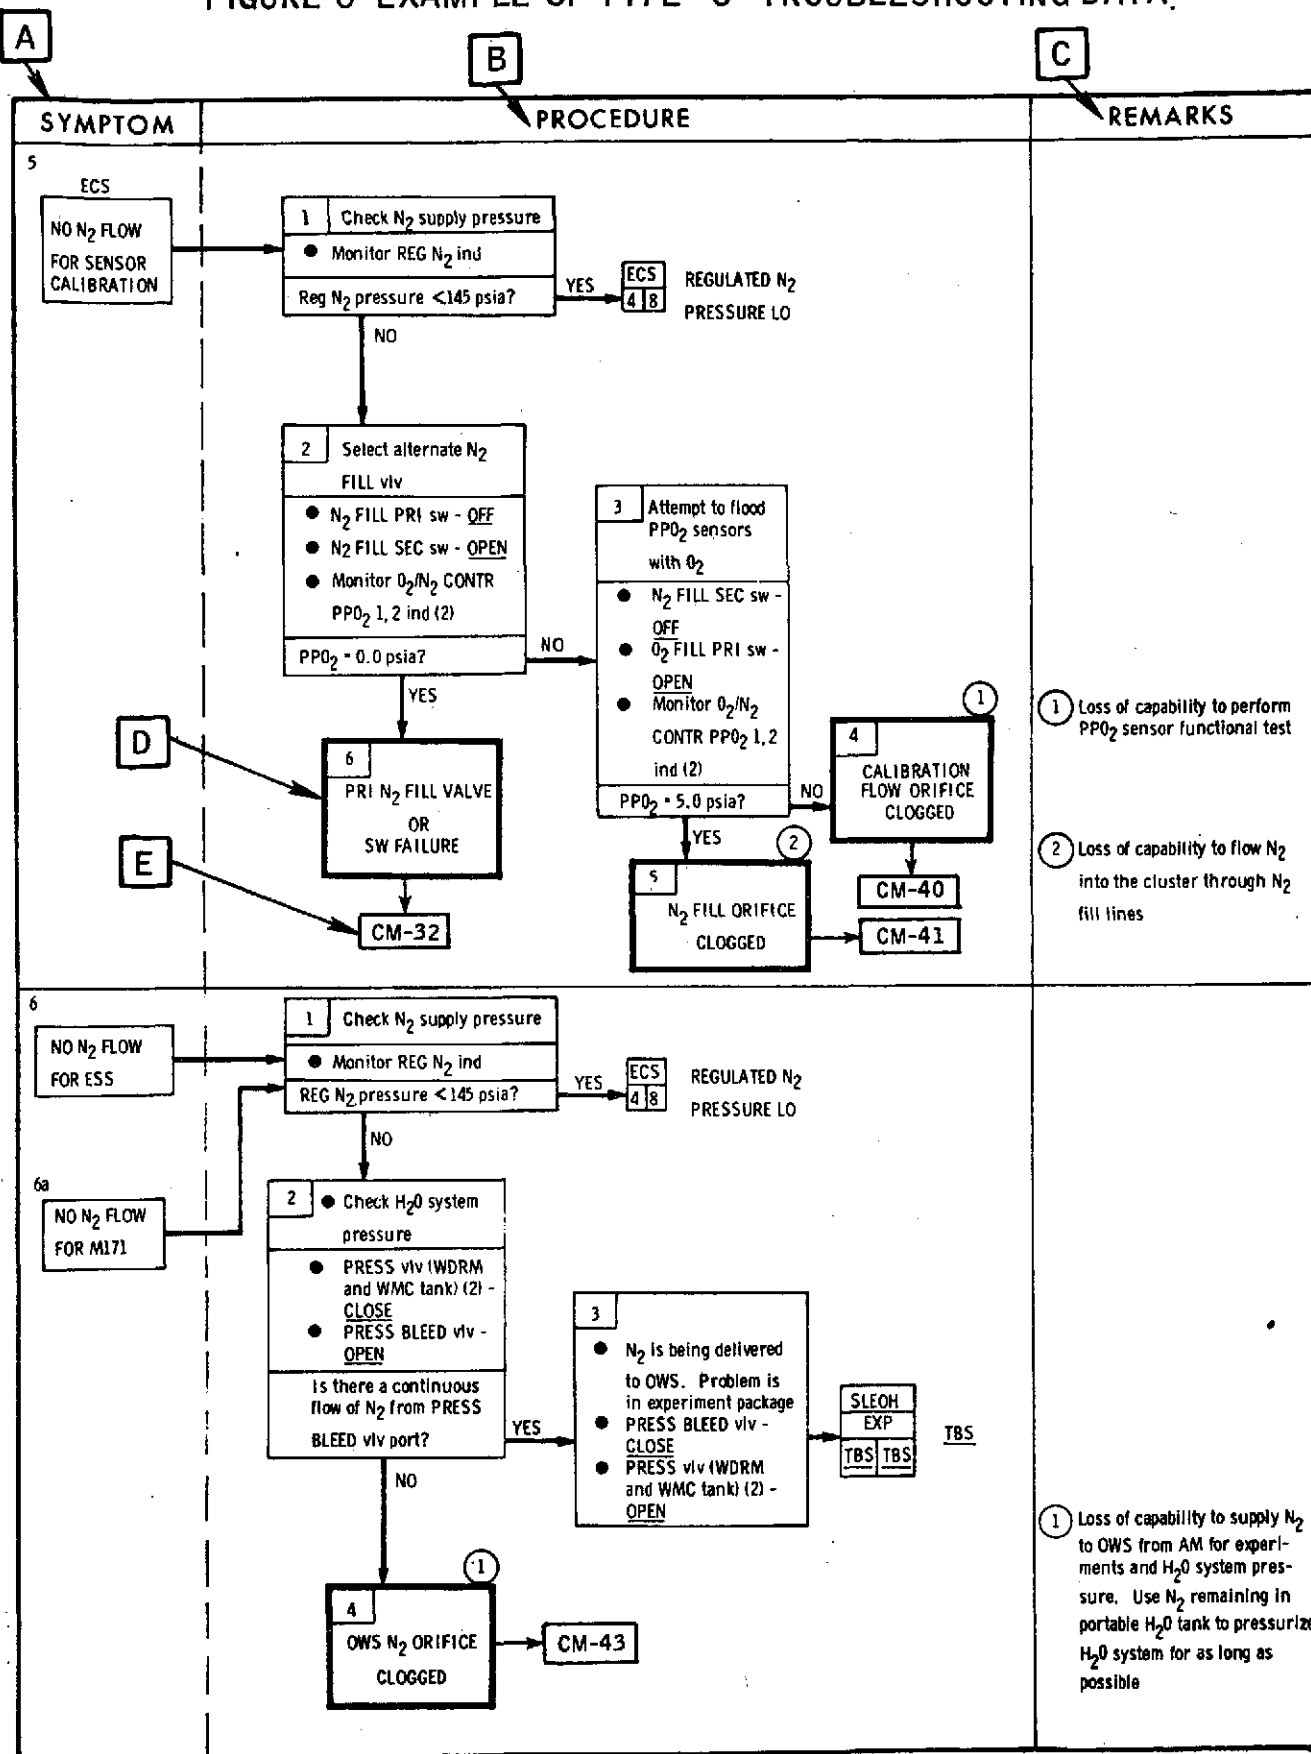 A
B
C
SYMPTOM
PROCEDURE
REMARKS
5
ECS
NO N2 FLOW
FOR SENSOR
CALIBRATION
1 Check N2 supply pressure
● Monitor REG N2 ind
Reg N2 pressure <145 psia?
YES
ECS
4 8
REGULATED N2
PRESSURE LO
NO
2 Select alternate N2
FILL vlv
● N2 FILL PRI sw - OFF
● N2 FILL SEC sw - OPEN
● Monitor O2/N2 CONTR
PPO2 1, 2 ind (2)
PPO2 = 0.0 psia?
NO
YES
3 Attempt to flood
PPO2 sensors
with O2
● N2 FILL SEC sw -
OFF
● O2 FILL PRI sw -
OPEN
● Monitor O2/N2
CONTR PPO2 1, 2
ind (2)
PPO2 = 5.0 psia?
NO
YES
1
4
CALIBRATION
FLOW ORIFICE
CLOGGED
CM-40
2
5
N2 FILL ORIFICE
CLOGGED
CM-41
D
6
PRI N2 FILL VALVE
OR
SW FAILURE
E
CM-32
1 Loss of capability to perform
PPO2 sensor functional test
2 Loss of capability to flow N2
into the cluster through N2
fill lines
6
NO N2 FLOW
FOR ESS
1 Check N2 supply pressure
● Monitor REG N2 ind
REG N2 pressure <145 psia?
YES
ECS
4 8
REGULATED N2
PRESSURE LO
NO
6a
NO N2 FLOW
FOR M171
2 ● Check H2O system
pressure
● PRESS vlv (WDRM
and WMC tank) (2) -
CLOSE
● PRESS BLEED vlv -
OPEN
Is there a continuous
flow of N2 from PRESS
BLEED vlv port?
YES
NO
3
● N2 is being delivered
to OWS. Problem is
in experiment package
● PRESS BLEED vlv -
CLOSE
● PRESS vlv (WDRM
and WMC tank) (2) -
OPEN
SLEOH
EXP
TBS TBS
TBS
1
4
OWS N2 ORIFICE
CLOGGED
CM-43
1 Loss of capability to supply N2
to OWS from AM for experi-
ments and H2O system pres-
sure. Use N2 remaining in
portable H2O tank to pressurize
H2O system for as long as
possible